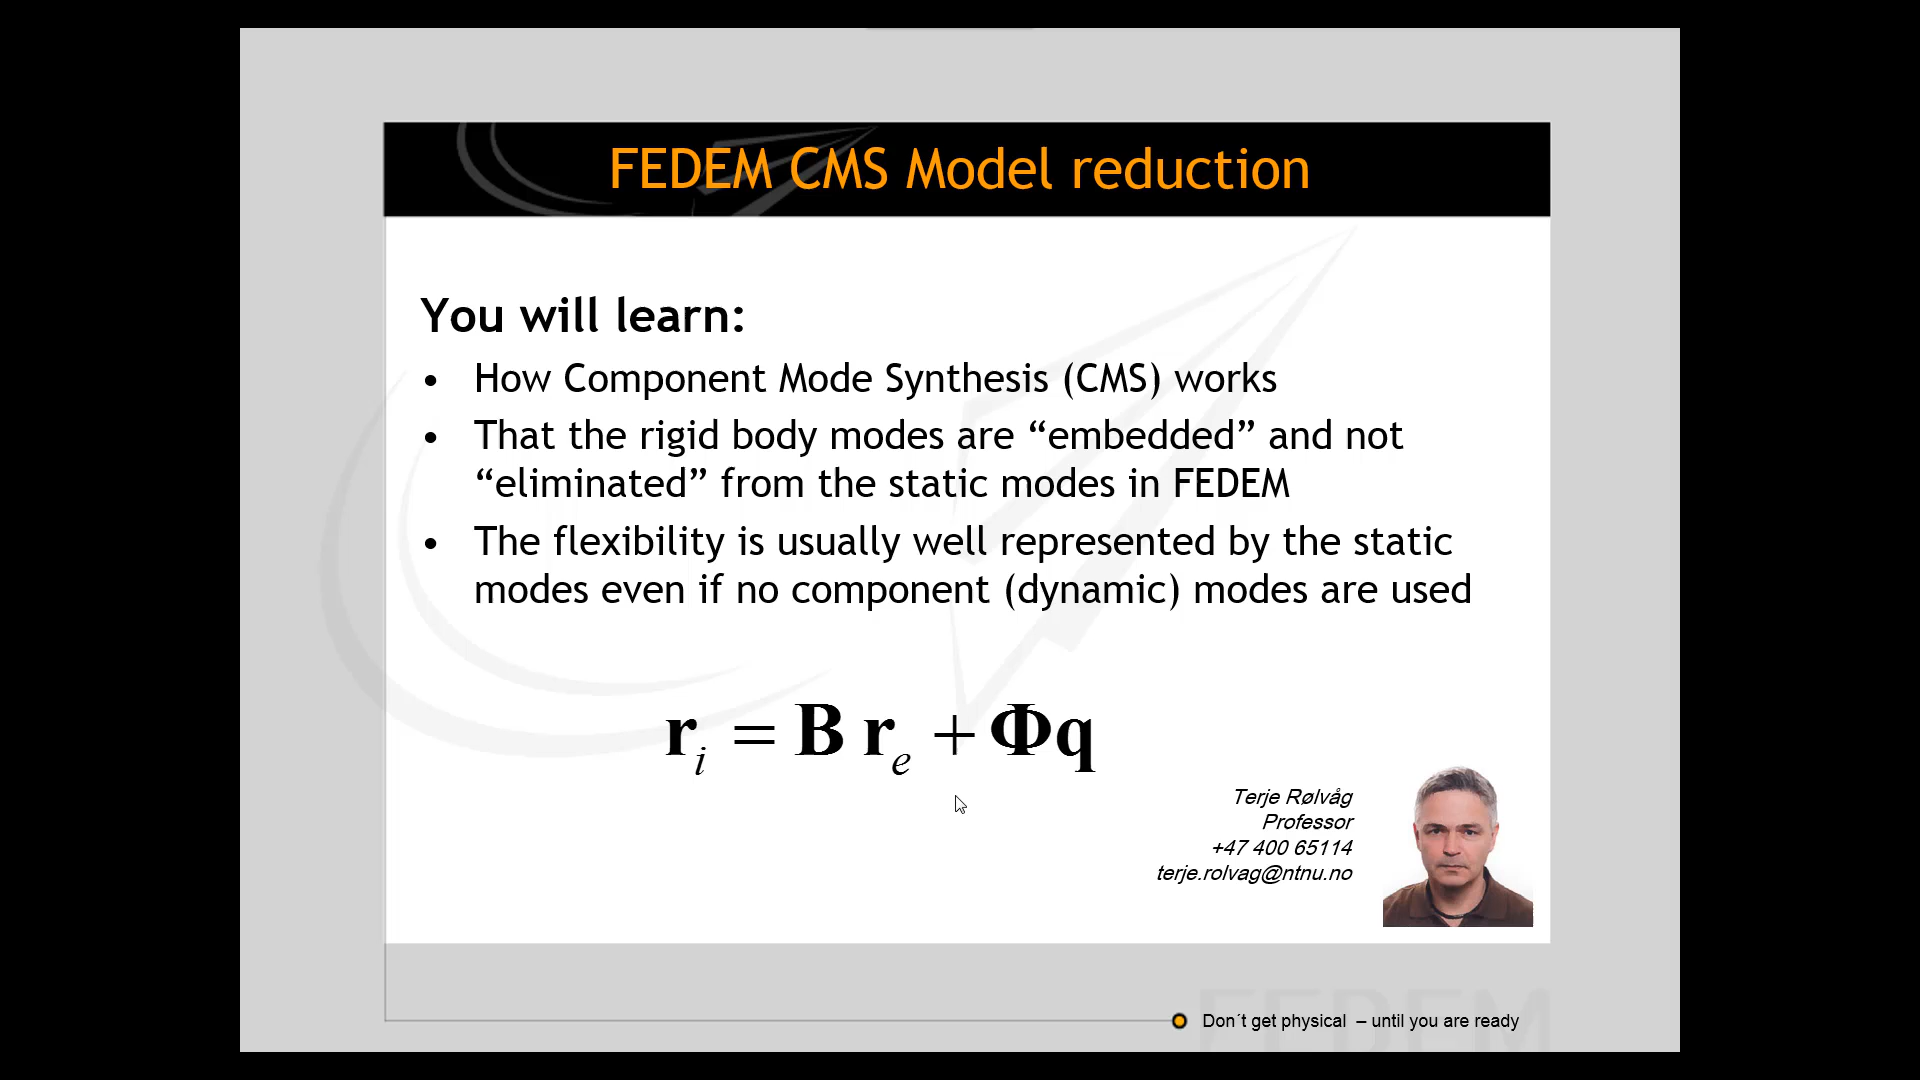 FEDEM CMS Model reduction
You will learn:
• How Component Mode Synthesis (CMS) works
• That the rigid body modes are “embedded” and not
“eliminated” from the static modes in FEDEM
• The flexibility is usually well represented by the static
modes even if no component (dynamic) modes are used
r_i = B r_e + Φq
Terje Rølvåg
Professor
+47 400 65114
terje.rolvag@ntnu.no
FEDEM
Don´t get physical – until you are ready